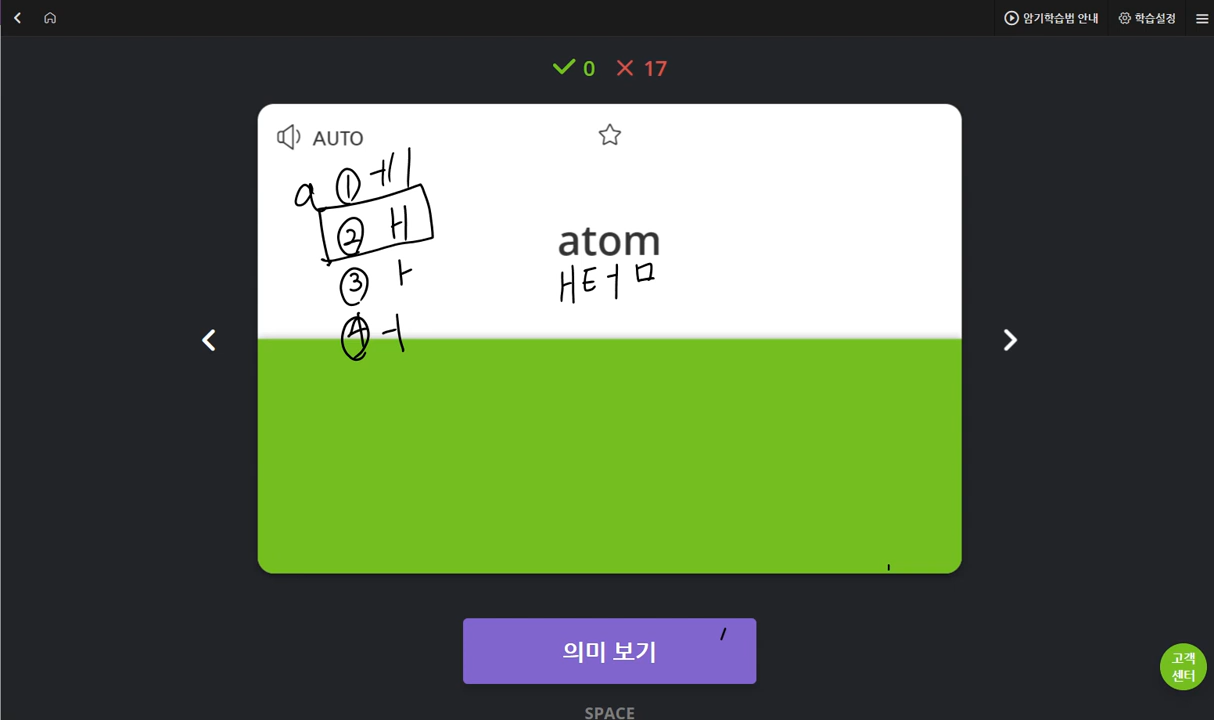 암기학습법 안내 학습설정
0 17
AUTO
a ① ㅔㅣ
② ㅐ
③ ㅏ
④ ㅓ
atom
ㅐㅌㅓㅁ
의미 보기
SPACE
고객
센터